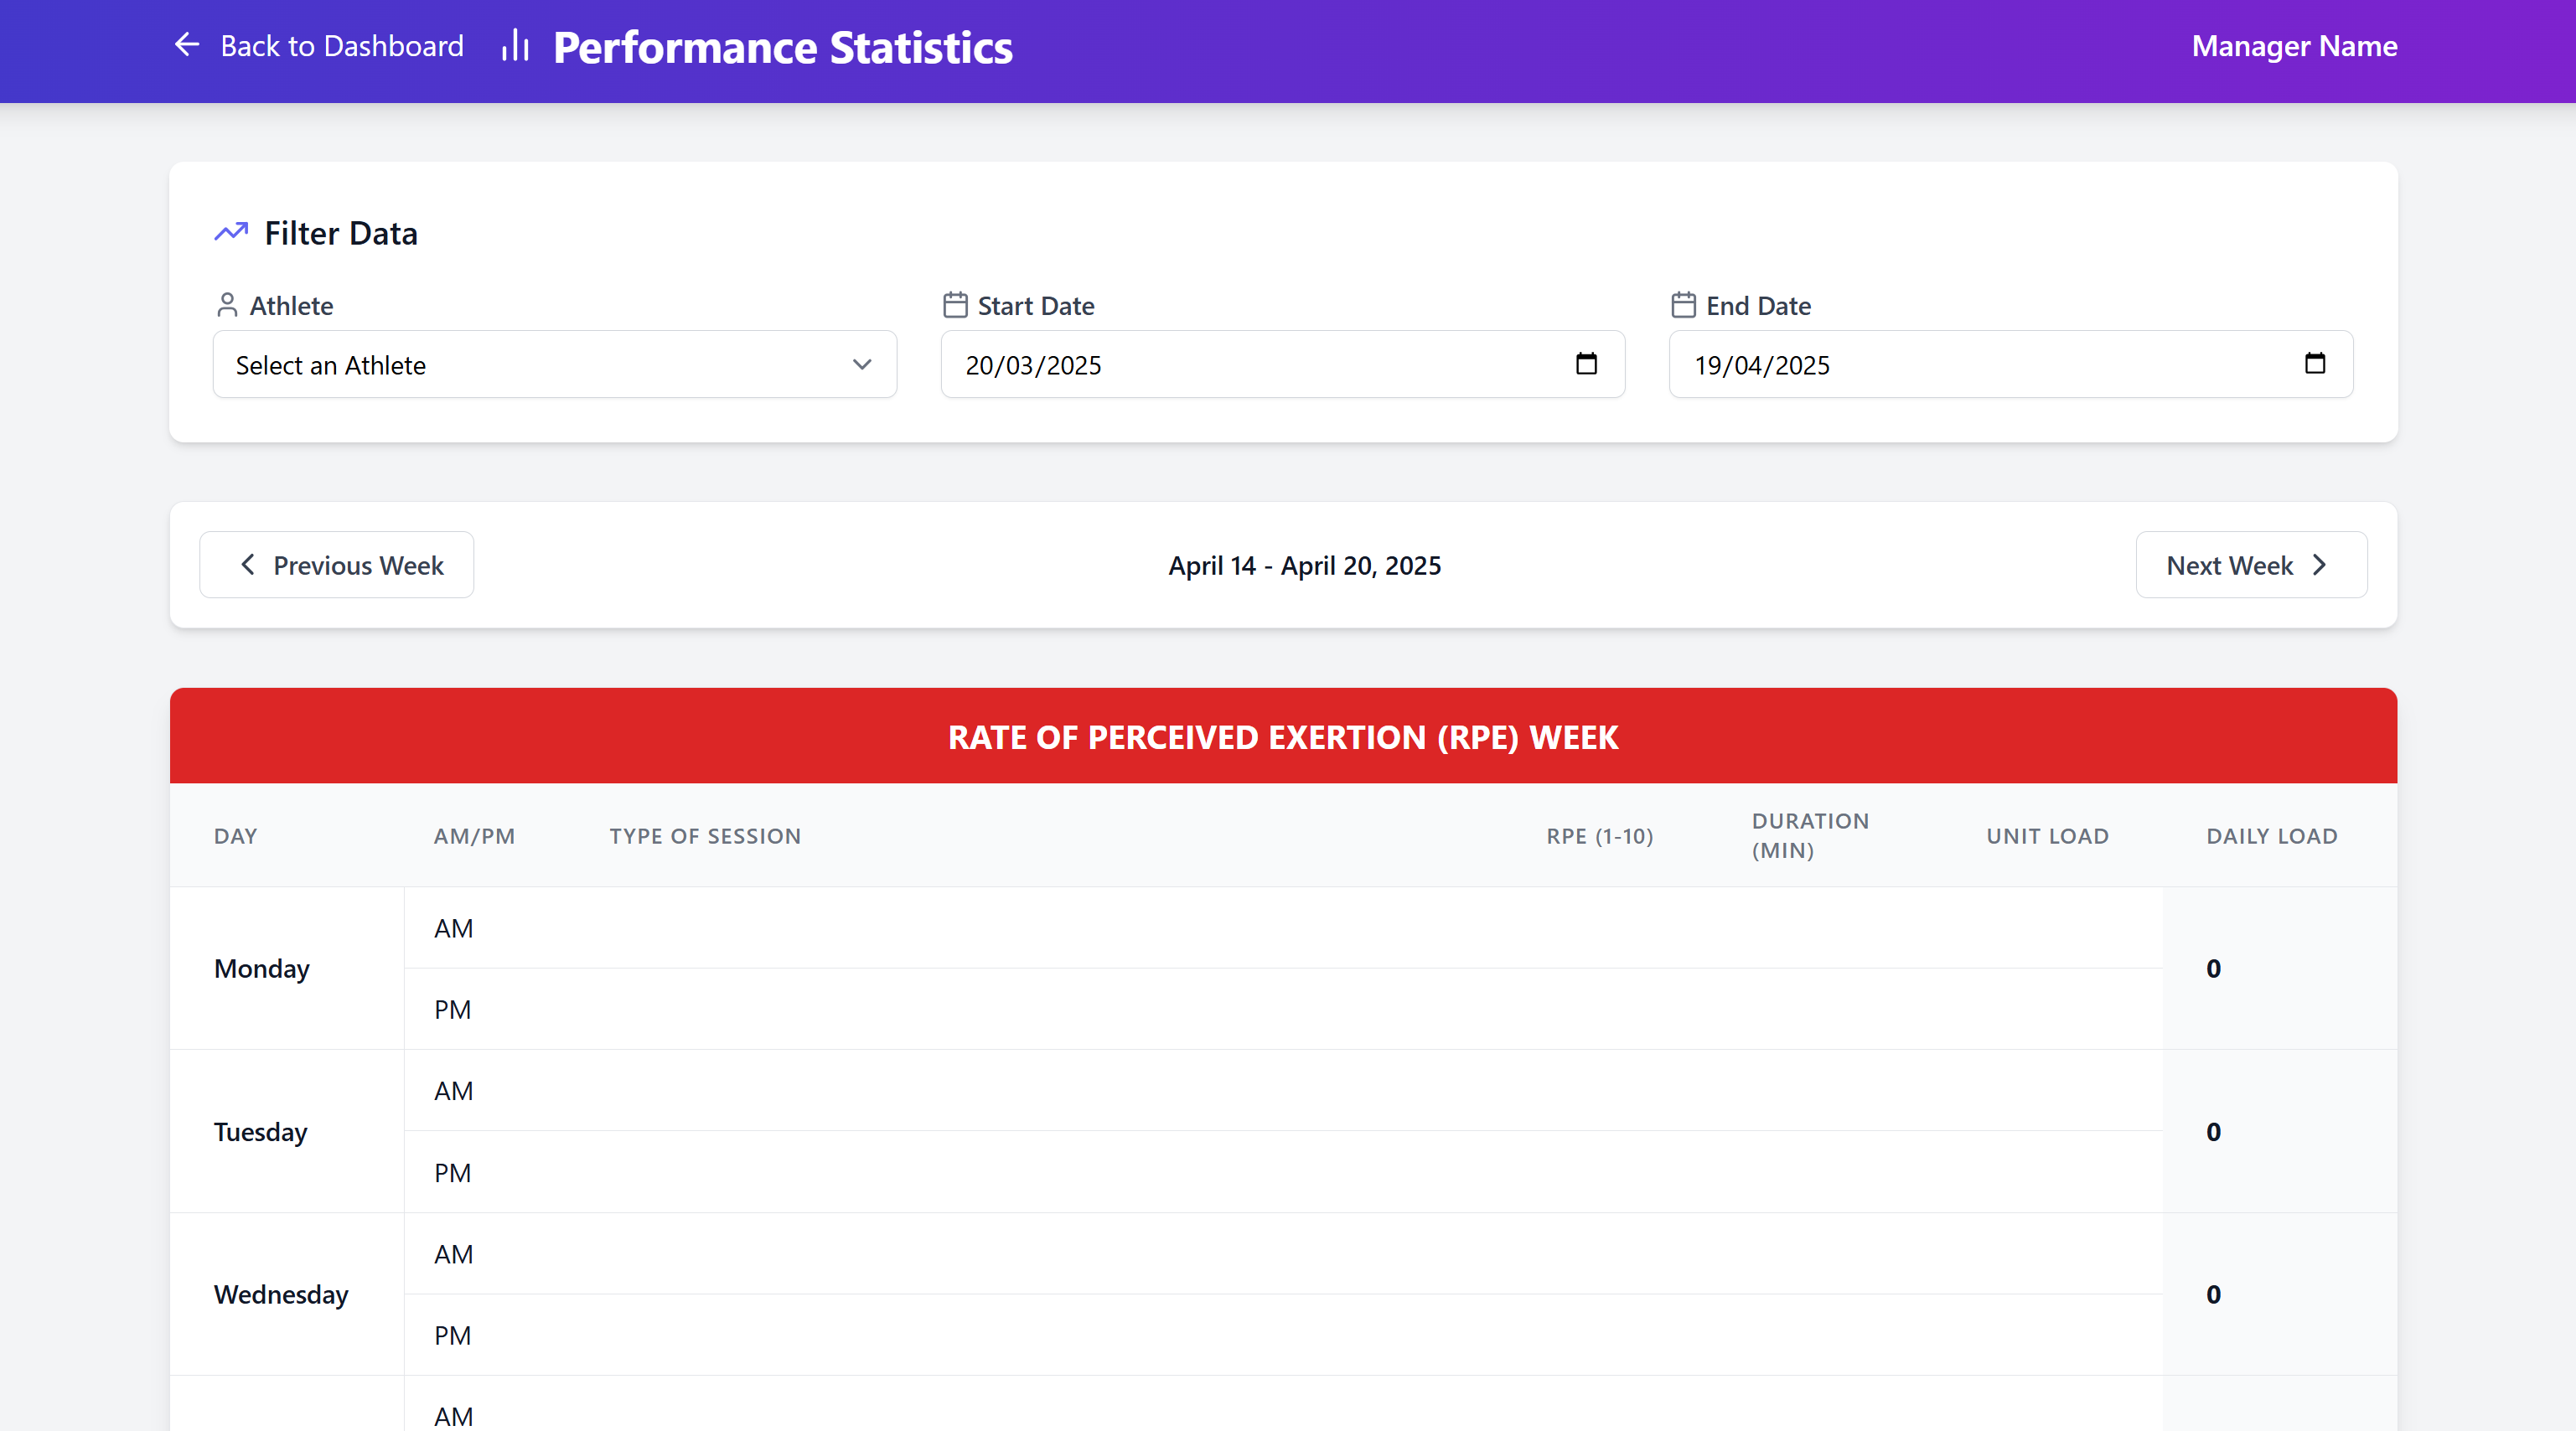 Back to Dashboard Performance Statistics Manager Name
Filter Data
Athlete Start Date End Date
Select an Athlete 20/03/2025 19/04/2025
Previous Week April 14 - April 20, 2025 Next Week
RATE OF PERCEIVED EXERTION (RPE) WEEK
DAY AM/PM TYPE OF SESSION RPE (1-10) DURATION (MIN) UNIT LOAD DAILY LOAD
AM
Monday 0
PM
AM
Tuesday 0
PM
AM
Wednesday 0
PM
AM